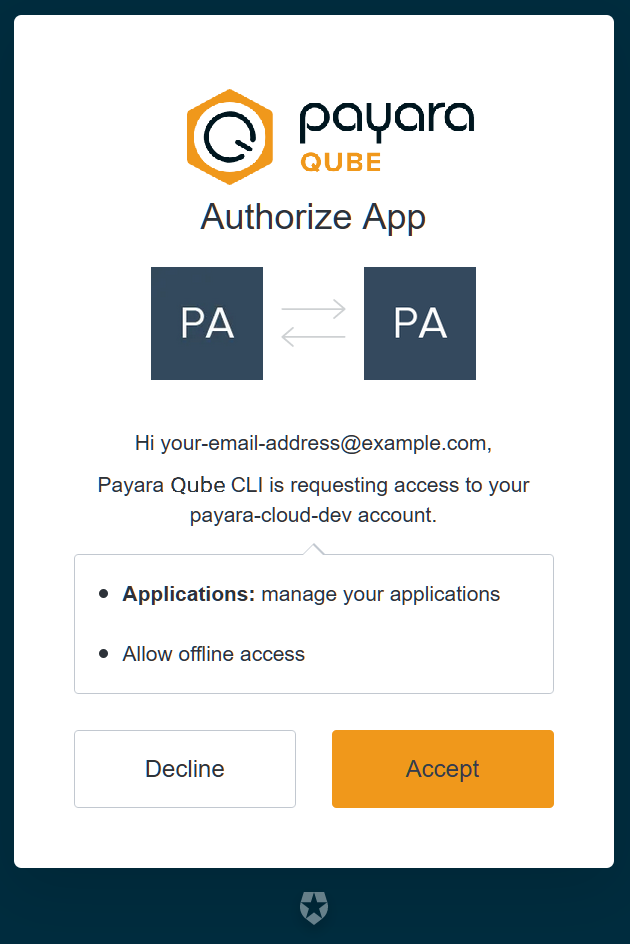 payara
QUBE
Authorize App
PA
PA
Hi your-email-address@example.com,
Payara Qube CLI is requesting access to your
payara-cloud-dev account.
Applications: manage your applications
Allow offline access
Decline
Accept